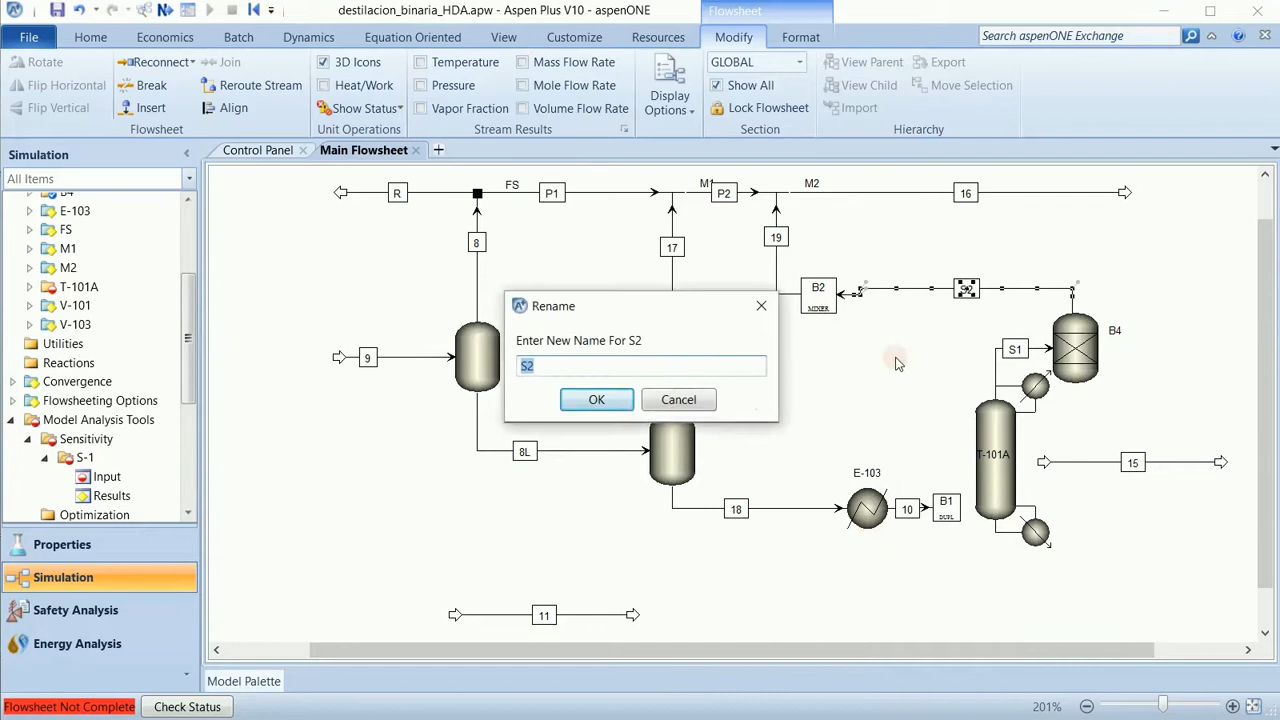 destilacion_binaria_HDA.apw - Aspen Plus V10 - aspenONE
Flowsheet
File
Home
Economics
Batch
Dynamics
Equation Oriented
View
Customize
Resources
Modify
Format
Search aspenONE Exchange
Rotate
Flip Horizontal
Flip Vertical
Reconnect
Break
Insert
Join
Reroute Stream
Align
Flowsheet
3D Icons
Heat/Work
Show Status
Unit Operations
Temperature
Pressure
Vapor Fraction
Mass Flow Rate
Mole Flow Rate
Volume Flow Rate
Stream Results
Display
Options
GLOBAL
Show All
Lock Flowsheet
Section
View Parent
View Child
Import
Export
Move Selection
Hierarchy
Simulation
All Items
B4
E-103
FS
M1
M2
T-101A
V-101
V-103
Utilities
Reactions
Convergence
Flowsheeting Options
Model Analysis Tools
Sensitivity
S-1
Input
Results
Optimization
Properties
Simulation
Safety Analysis
Energy Analysis
Control Panel
Main Flowsheet
R
FS
P1
M1
P2
M2
16
8
17
19
B2
MIXER
S2
B4
S1
9
8L
T-101A
15
E-103
18
10
B1
DUPL
11
Rename
Enter New Name For S2
S2
OK
Cancel
Model Palette
Flowsheet Not Complete
Check Status
201%